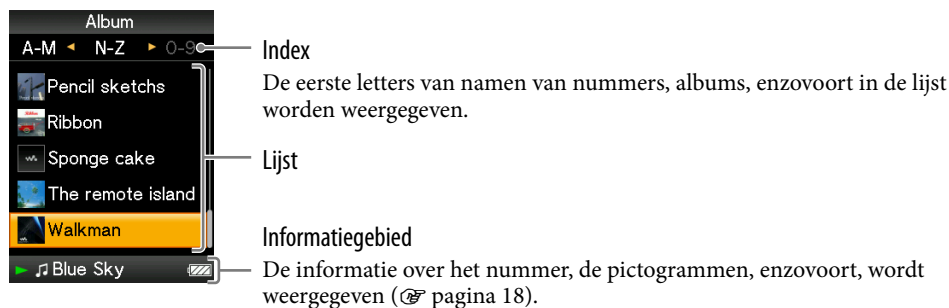 Album
A-M ◄ N-Z ► 0-9
Pencil sketchs
Ribbon
Sponge cake
The remote island
Walkman
Blue Sky
Index
De eerste letters van namen van nummers, albums, enzovoort in de lijst
worden weergegeven.
Lijst
Informatiegebied
De informatie over het nummer, de pictogrammen, enzovoort, wordt
weergegeven (☞ pagina 18).